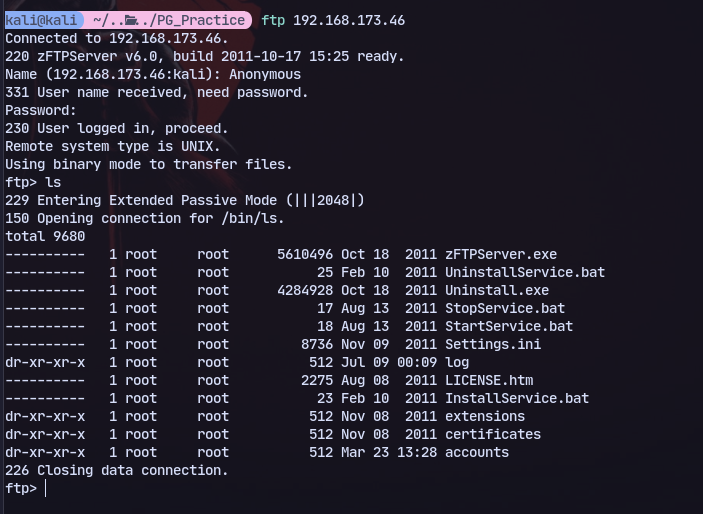 kali@kali ~/../../PG_Practice ftp 192.168.173.46
Connected to 192.168.173.46.
220 zFTPServer v6.0, build 2011-10-17 15:25 ready.
Name (192.168.173.46:kali): Anonymous
331 User name received, need password.
Password:
230 User logged in, proceed.
Remote system type is UNIX.
Using binary mode to transfer files.
ftp> ls
229 Entering Extended Passive Mode (|||2048|)
150 Opening connection for /bin/ls.
total 9680
----------   1 root     root      5610496 Oct 18  2011 zFTPServer.exe
----------   1 root     root           25 Feb 10  2011 UninstallService.bat
----------   1 root     root      4284928 Oct 18  2011 Uninstall.exe
----------   1 root     root           17 Aug 13  2011 StopService.bat
----------   1 root     root           18 Aug 13  2011 StartService.bat
----------   1 root     root         8736 Nov 09  2011 Settings.ini
dr-xr-xr-x   1 root     root          512 Jul 09 00:09 log
----------   1 root     root         2275 Aug 08  2011 LICENSE.htm
----------   1 root     root           23 Feb 10  2011 InstallService.bat
dr-xr-xr-x   1 root     root          512 Nov 08  2011 extensions
dr-xr-xr-x   1 root     root          512 Nov 08  2011 certificates
dr-xr-xr-x   1 root     root          512 Mar 23 13:28 accounts
226 Closing data connection.
ftp>